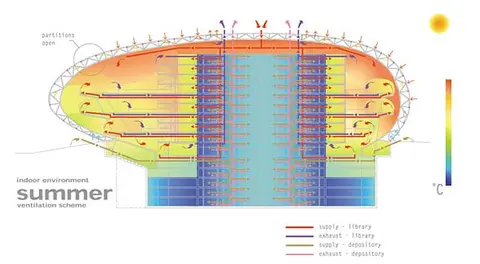 partitions
open
indoor environment
summer
ventilation scheme
°C
supply - library
exhaust - library
supply - depository
exhaust - depository